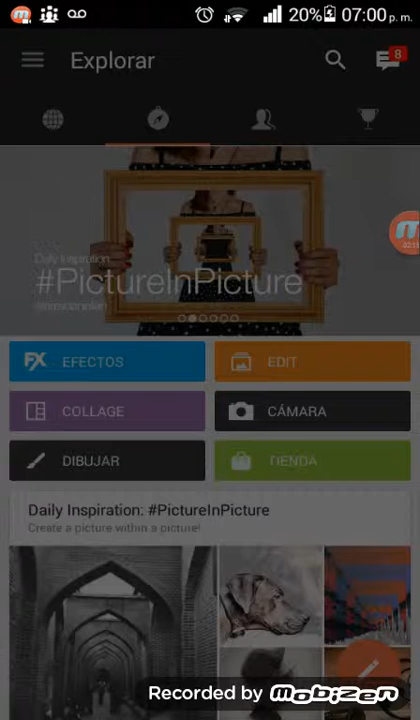 20% 07:00 p. m.
Explorar
8
Daily Inspiration
#PictureInPicture
EFECTOS
EDIT
COLLAGE
CÁMARA
DIBUJAR
TIENDA
Daily Inspiration: #PictureInPicture
Create a picture within a picture!
Recorded by Mobizen